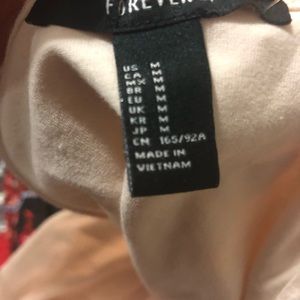 FOREVER
US M
CA M
MX M
BR M
EU M
UK M
KR M
JP M
CN 165/92A
MADE IN
VIETNAM